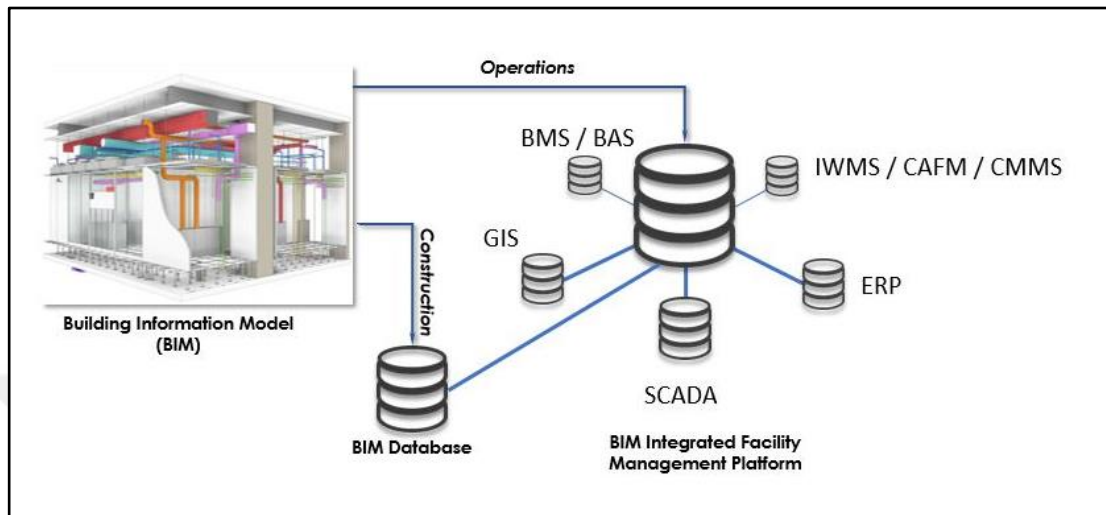 Operations
BMS / BAS
IWMS / CAFM / CMMS
GIS
Construction
ERP
Building Information Model
(BIM)
SCADA
BIM Database
BIM Integrated Facility
Management Platform